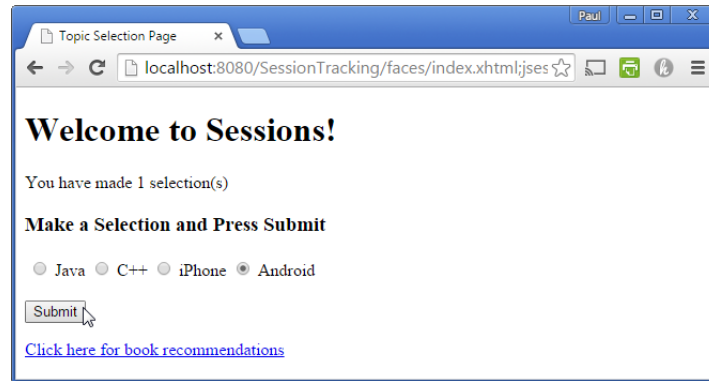 Paul
Topic Selection Page
localhost:8080/SessionTracking/faces/index.xhtml;jses
Welcome to Sessions!
You have made 1 selection(s)
Make a Selection and Press Submit
Java C++ iPhone Android
Submit
Click here for book recommendations